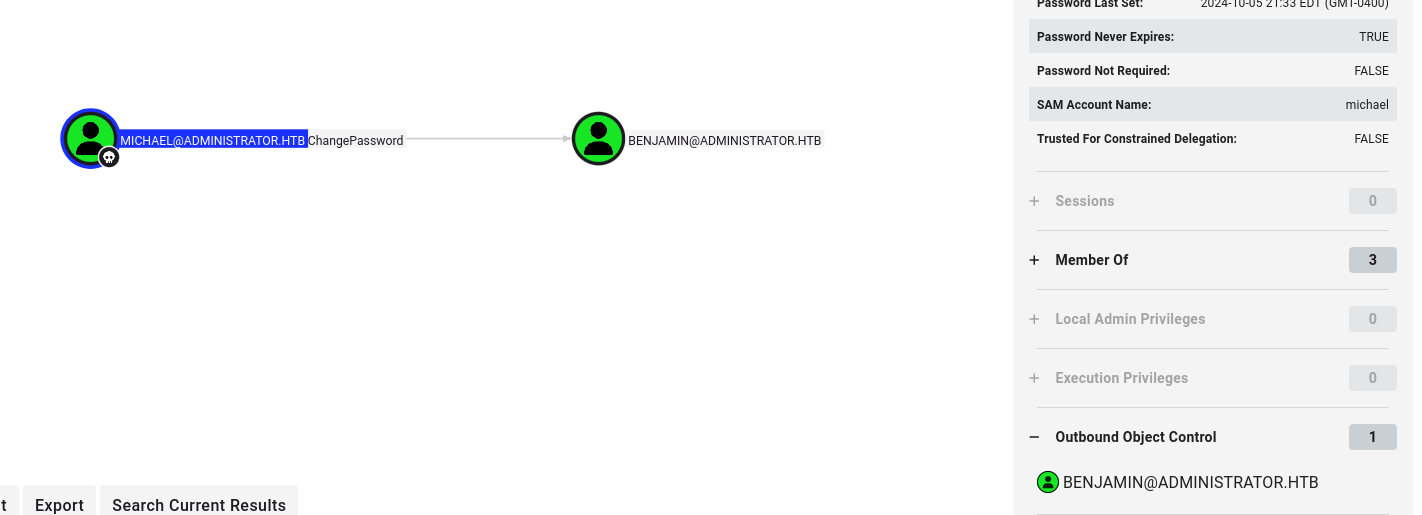 Password Last Set: 2024-10-05 21:33 EDT (GMT-0400)
Password Never Expires: TRUE
Password Not Required: FALSE
SAM Account Name: michael
Trusted For Constrained Delegation: FALSE
MICHAEL@ADMINISTRATOR.HTB ChangePassword BENJAMIN@ADMINISTRATOR.HTB
+ Sessions 0
+ Member Of 3
+ Local Admin Privileges 0
+ Execution Privileges 0
− Outbound Object Control 1
BENJAMIN@ADMINISTRATOR.HTB
t Export Search Current Results